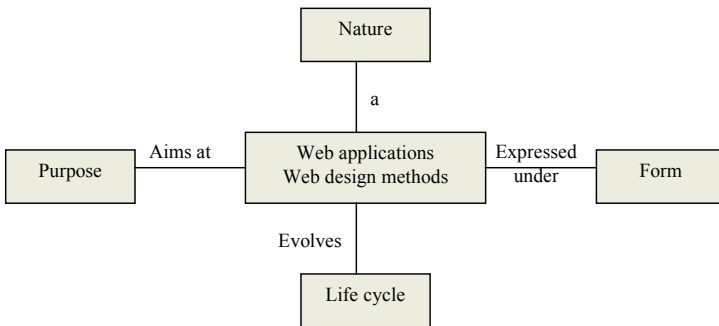 Nature
a
Aims at
Web applications
Expressed
Purpose
Web design methods
under
Form
Evolves
Life cycle